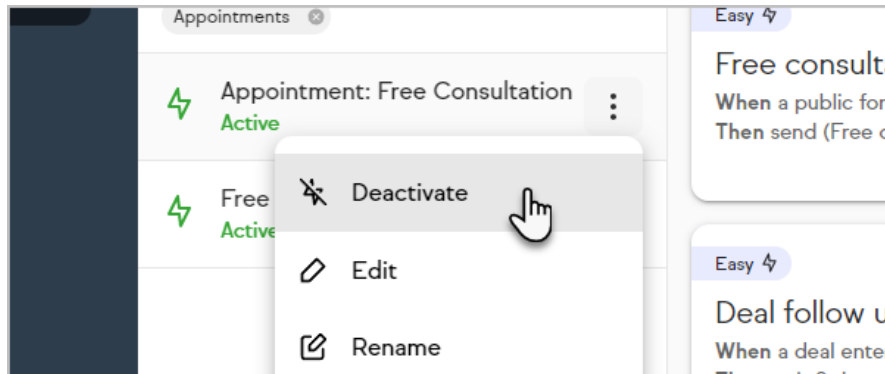 Appointments
Appointment: Free Consultation
Active
Free
Active
Deactivate
Edit
Rename
Easy
Free consult
When a public for
Then send (Free
Easy
Deal follow
When a deal ente